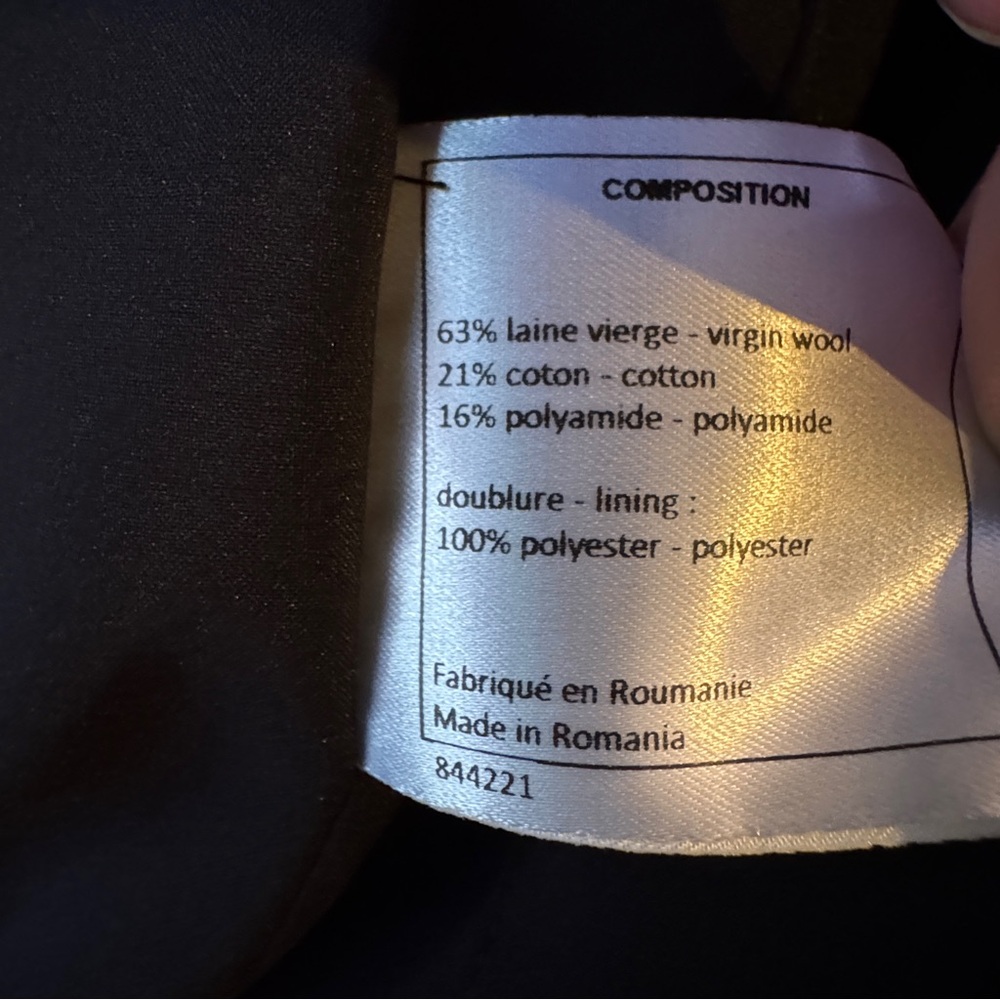 COMPOSITION
63% laine vierge - virgin wool
21% coton - cotton
16% polyamide - polyamide
doublure - lining :
100% polyester - polyester
Fabriqué en Roumanie
Made in Romania
844221